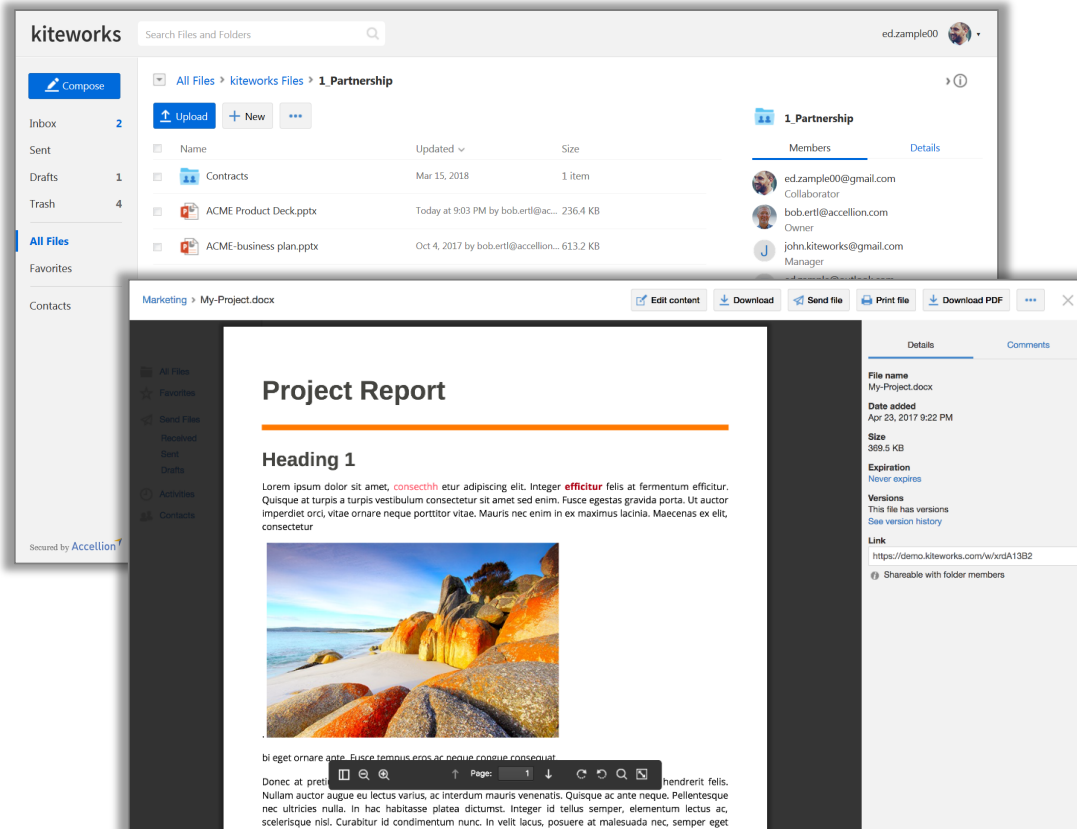 kiteworks
Search Files and Folders
ed.zample00
Compose
Inbox 2
Sent
Drafts 1
Trash 4
All Files
Favorites
Contacts
Secured by Accellion
All Files > kiteworks Files > 1_Partnership
Upload
New
Name Updated Size
Contracts Mar 15, 2018 1 item
ACME Product Deck.pptx Today at 9:03 PM by bob.ertl@ac... 236.4 KB
ACME-business plan.pptx Oct 4, 2017 by bob.ertl@accellion... 613.2 KB
1_Partnership
Members Details
ed.zample00@gmail.com
Collaborator
bob.ertl@accellion.com
Owner
J john.kiteworks@gmail.com
Manager
Marketing > My-Project.docx
Edit content Download Send file Print file Download PDF
All Files
Favorites
Send Files
Received
Sent
Drafts
Activities
Contacts
Project Report
Heading 1
Lorem ipsum dolor sit amet, consecthh etur adipiscing elit. Integer efficitur felis at fermentum efficitur.
Quisque at turpis a turpis vestibulum consectetur sit amet sed enim. Fusce egestas gravida porta. Ut auctor
imperdiet orci, vitae ornare neque porttitor vitae. Mauris nec enim in ex maximus lacinia. Maecenas ex elit,
consectetur
bi eget ornare ante. Fusce tempus eros ac neque congue consequat
Donec at preti hendrerit felis.
Page: 1
Nullam auctor augue eu lectus varius, ac interdum mauris venenatis. Quisque ac ante neque. Pellentesque
nec ultricies nulla. In hac habitasse platea dictumst. Integer id tellus semper, elementum lectus ac,
scelerisque nisl. Curabitur id condimentum nunc. In velit lacus, posuere at malesuada nec, semper eget
Details Comments
File name
My-Project.docx
Date added
Apr 23, 2017 9:22 PM
Size
369.5 KB
Expiration
Never expires
Versions
This file has versions
See version history
Link
https://demo.kiteworks.com/w/xrdA13B2
Shareable with folder members